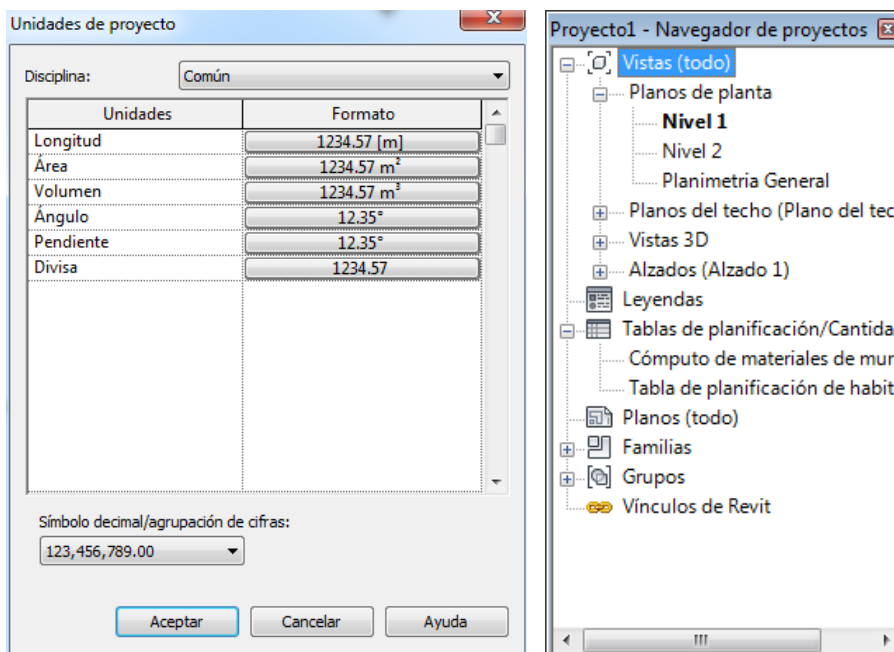 Unidades de proyecto
Disciplina: Común
Unidades Formato
Longitud 1234.57 [m]
Área 1234.57 m²
Volumen 1234.57 m³
Ángulo 12.35°
Pendiente 12.35°
Divisa 1234.57
Símbolo decimal/agrupación de cifras:
123,456,789.00
Aceptar Cancelar Ayuda
Proyecto1 - Navegador de proyectos
Vistas (todo)
Planos de planta
Nivel 1
Nivel 2
Planimetria General
Planos del techo (Plano del tec
Vistas 3D
Alzados (Alzado 1)
Leyendas
Tablas de planificación/Cantida
Cómputo de materiales de mur
Tabla de planificación de habit
Planos (todo)
Familias
Grupos
Vínculos de Revit